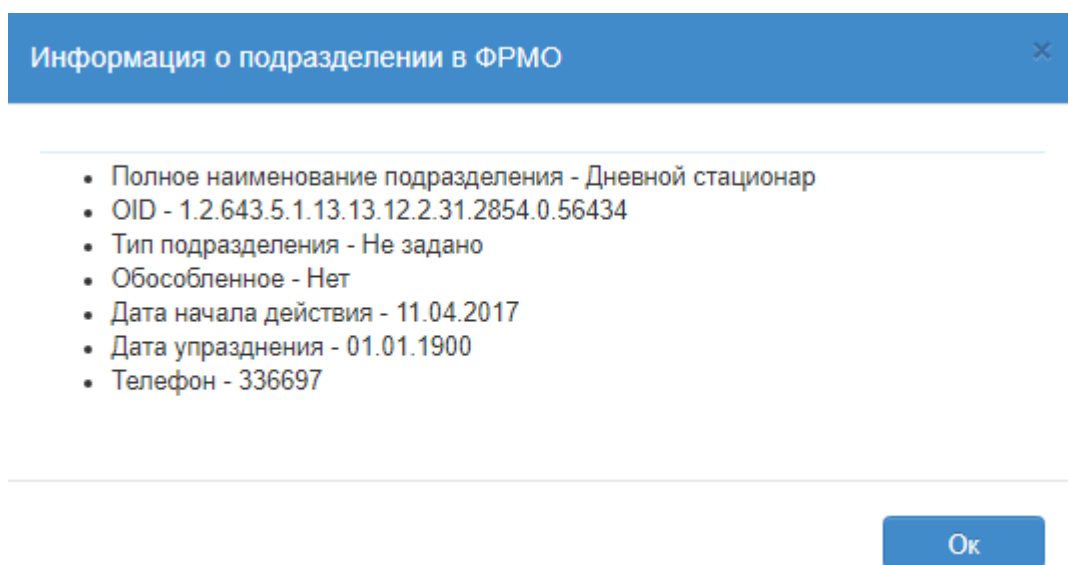 Информация о подразделении в ФРМО
×
• Полное наименование подразделения - Дневной стационар
• OID - 1.2.643.5.1.13.13.12.2.31.2854.0.56434
• Тип подразделения - Не задано
• Обособленное - Нет
• Дата начала действия - 11.04.2017
• Дата упразднения - 01.01.1900
• Телефон - 336697
Ок